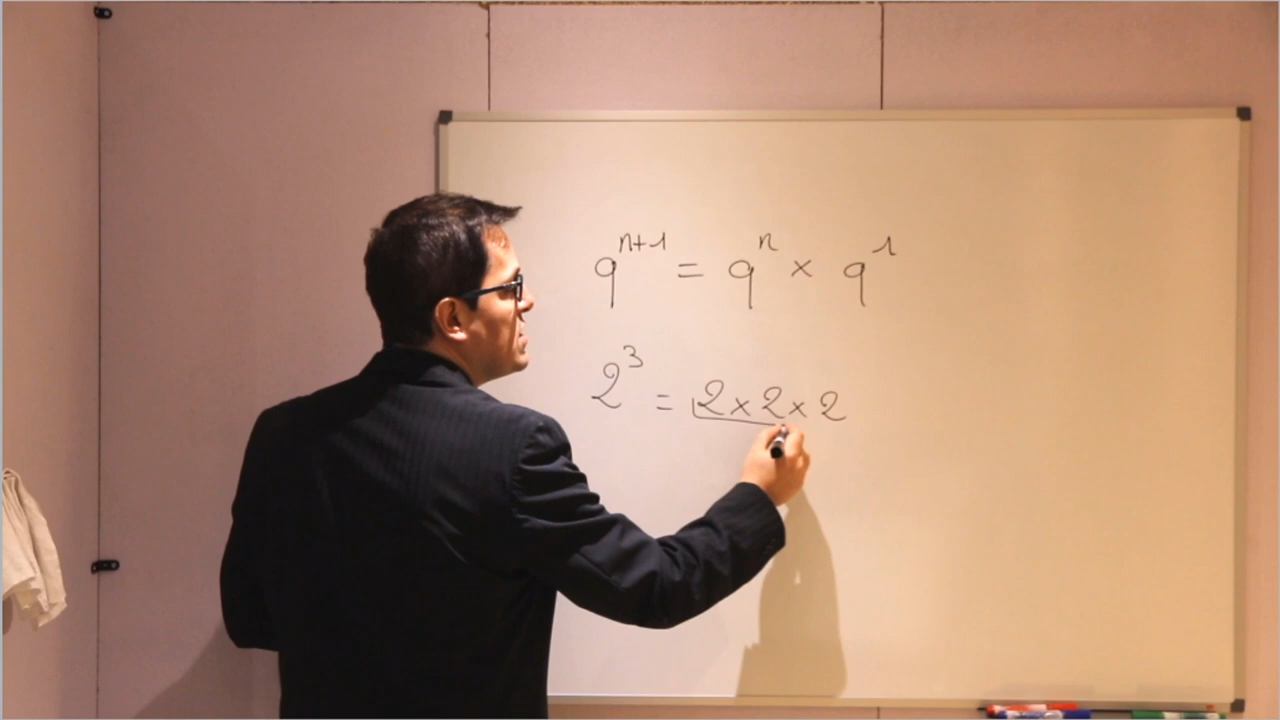 q^{n+1} = q^n × q^1
2^3 = 2×2×2